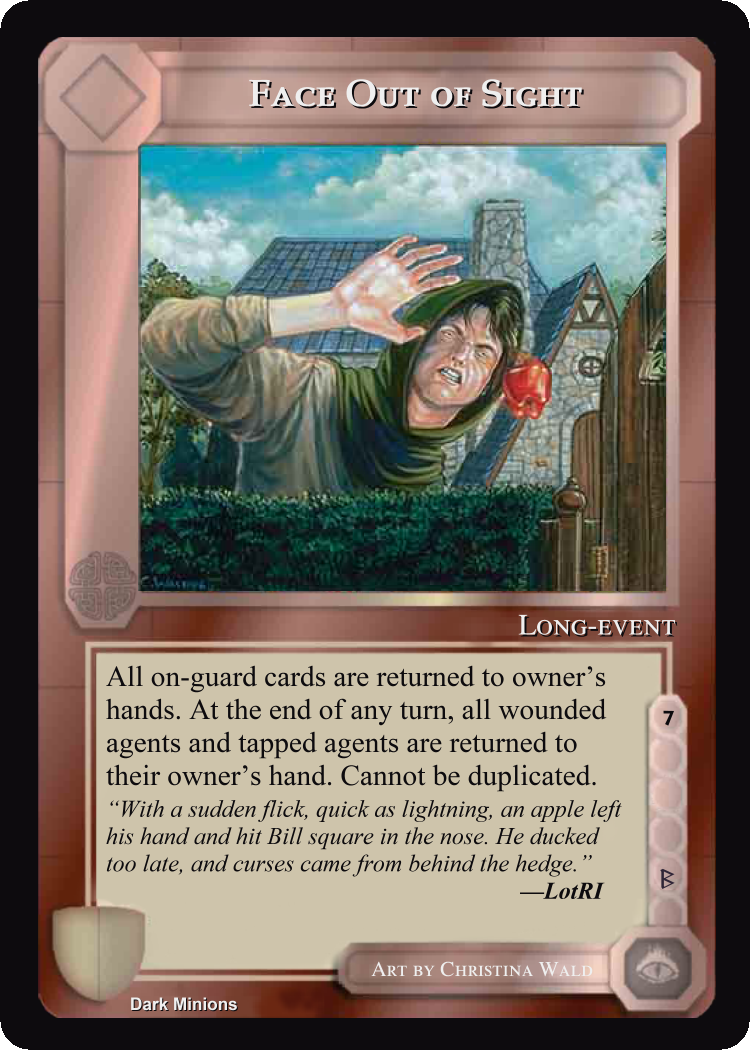 FACE OUT OF SIGHT
LONG-EVENT
All on-guard cards are returned to owner's
hands. At the end of any turn, all wounded
agents and tapped agents are returned to
their owner's hand. Cannot be duplicated.
“With a sudden flick, quick as lightning, an apple left
his hand and hit Bill square in the nose. He ducked
too late, and curses came from behind the hedge.”
—LotRI
7
ART BY CHRISTINA WALD
Dark Minions